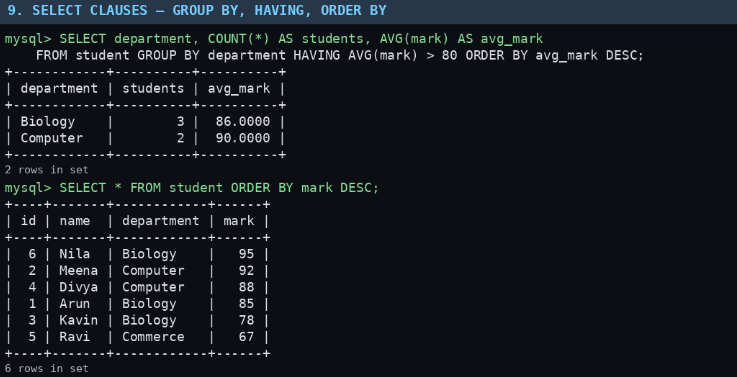 9. SELECT CLAUSES — GROUP BY, HAVING, ORDER BY
mysql> SELECT department, COUNT(*) AS students, AVG(mark) AS avg_mark
    FROM student GROUP BY department HAVING AVG(mark) > 80 ORDER BY avg_mark DESC;
+------------+----------+----------+
| department | students | avg_mark |
+------------+----------+----------+
| Biology    |        3 |  86.0000 |
| Computer   |        2 |  90.0000 |
+------------+----------+----------+
2 rows in set
mysql> SELECT * FROM student ORDER BY mark DESC;
+----+-------+------------+------+
| id | name  | department | mark |
+----+-------+------------+------+
|  6 | Nila  | Biology    |   95 |
|  2 | Meena | Computer   |   92 |
|  4 | Divya | Computer   |   88 |
|  1 | Arun  | Biology    |   85 |
|  3 | Kavin | Biology    |   78 |
|  5 | Ravi  | Commerce   |   67 |
+----+-------+------------+------+
6 rows in set